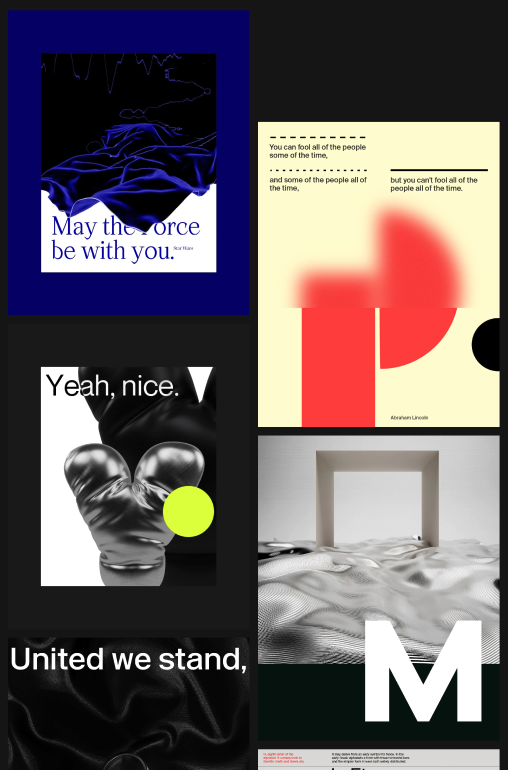 May the Force
be with you.
Star Wars
You can fool all of the people
some of the time,
and some of the people all of
the time,
but you can't fool all of the
people all of the time.
Abraham Lincoln
Yeah, nice.
M
United we stand,